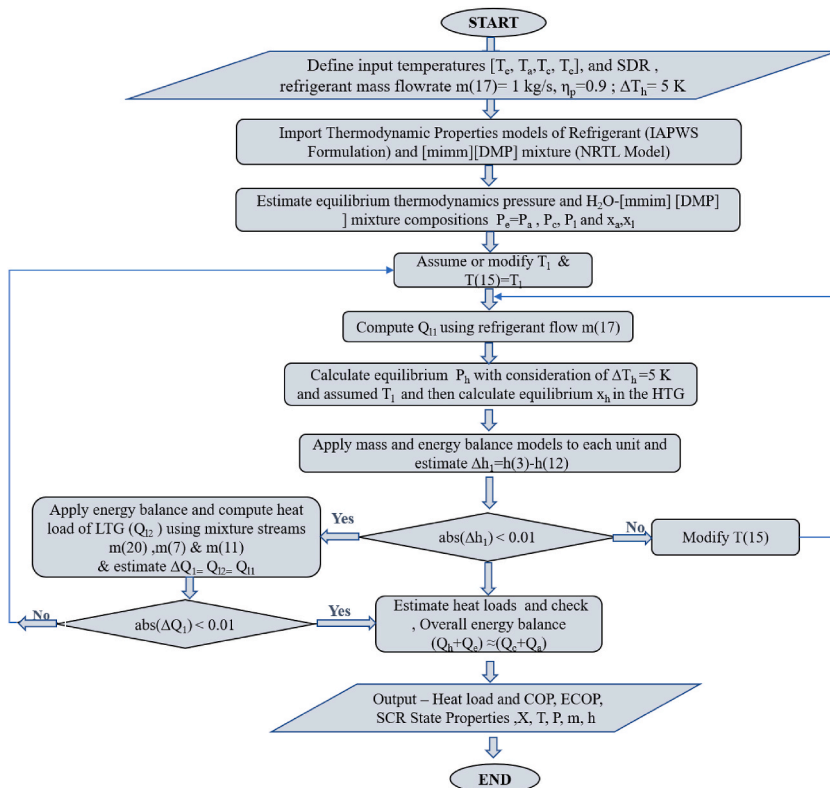 START
Define input temperatures [Te, Ta,Tc, Tc], and SDR ,
refrigerant mass flowrate m(17)= 1 kg/s, ηp=0.9 ; ΔTh= 5 K
Import Thermodynamic Properties models of Refrigerant (IAPWS
Formulation) and [mimm][DMP] mixture (NRTL Model)
Estimate equilibrium thermodynamics pressure and H2O-[mmim] [DMP]
] mixture compositions Pe=Pa , Pc, Pl and xa,xl
Assume or modify Tl &
T(15)=Tl
Compute Ql1 using refrigerant flow m(17)
Calculate equilibrium Ph with consideration of ΔTh =5 K
and assumed Tl and then calculate equilibrium xh in the HTG
Apply mass and energy balance models to each unit and
estimate Δh1=h(3)-h(12)
abs(Δh1) < 0.01
Yes
No
Modify T(15)
Apply energy balance and compute heat
load of LTG (Ql2 ) using mixture streams
m(20) ,m(7) & m(11)
& estimate ΔQ1= Ql2= Ql1
abs(ΔQ1) < 0.01
No
Yes
Estimate heat loads and check
, Overall energy balance
(Qh+Qe) ≈(Qc+Qa)
Output – Heat load and COP, ECOP,
SCR State Properties ,X, T, P, m, h
END